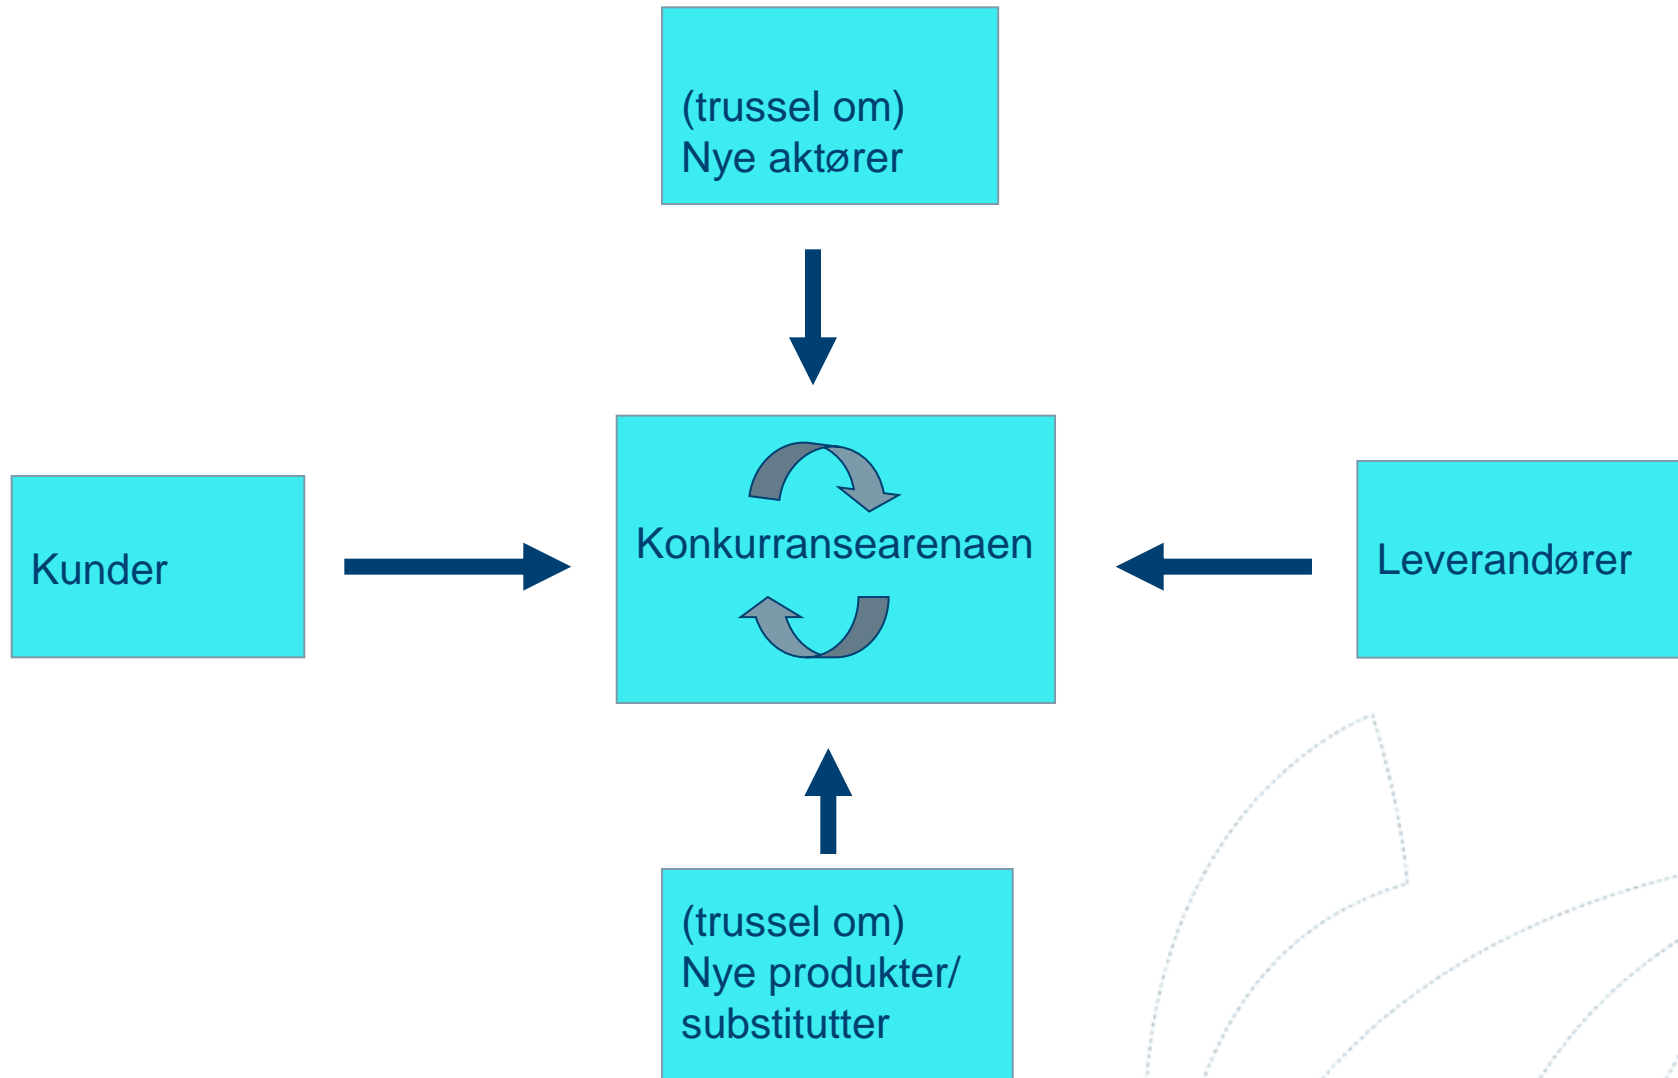 (trussel om)
Nye aktører
Kunder
Konkurransearenaen
Leverandører
(trussel om)
Nye produkter/
substitutter